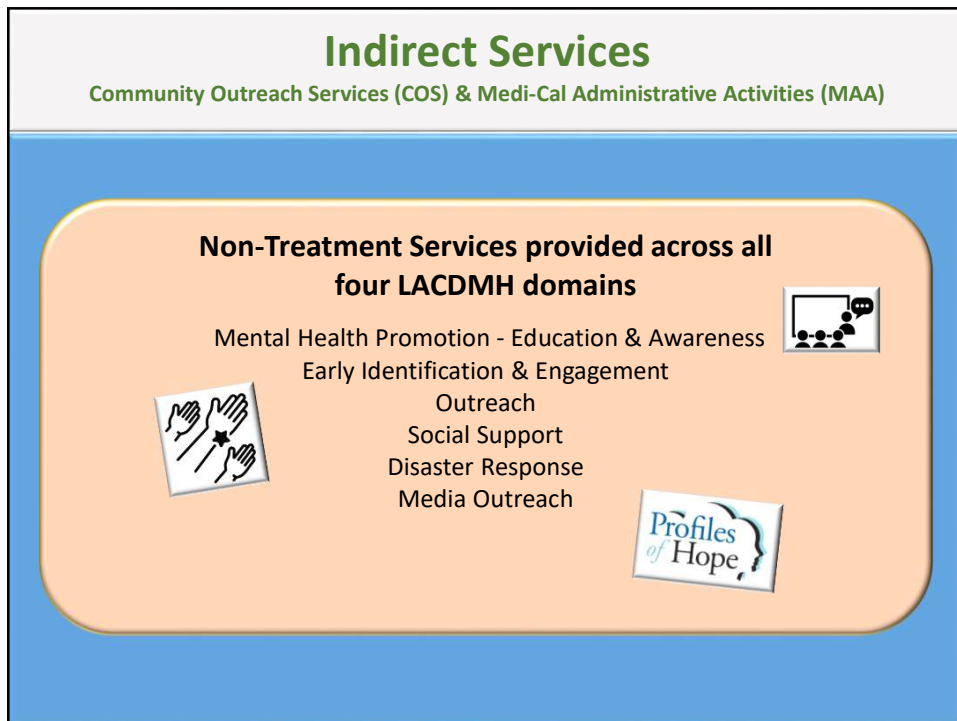 Indirect Services
Community Outreach Services (COS) & Medi-Cal Administrative Activities (MAA)
Non-Treatment Services provided across all
four LACDMH domains
Mental Health Promotion - Education & Awareness
Early Identification & Engagement
Outreach
Social Support
Disaster Response
Media Outreach
Profiles
of Hope